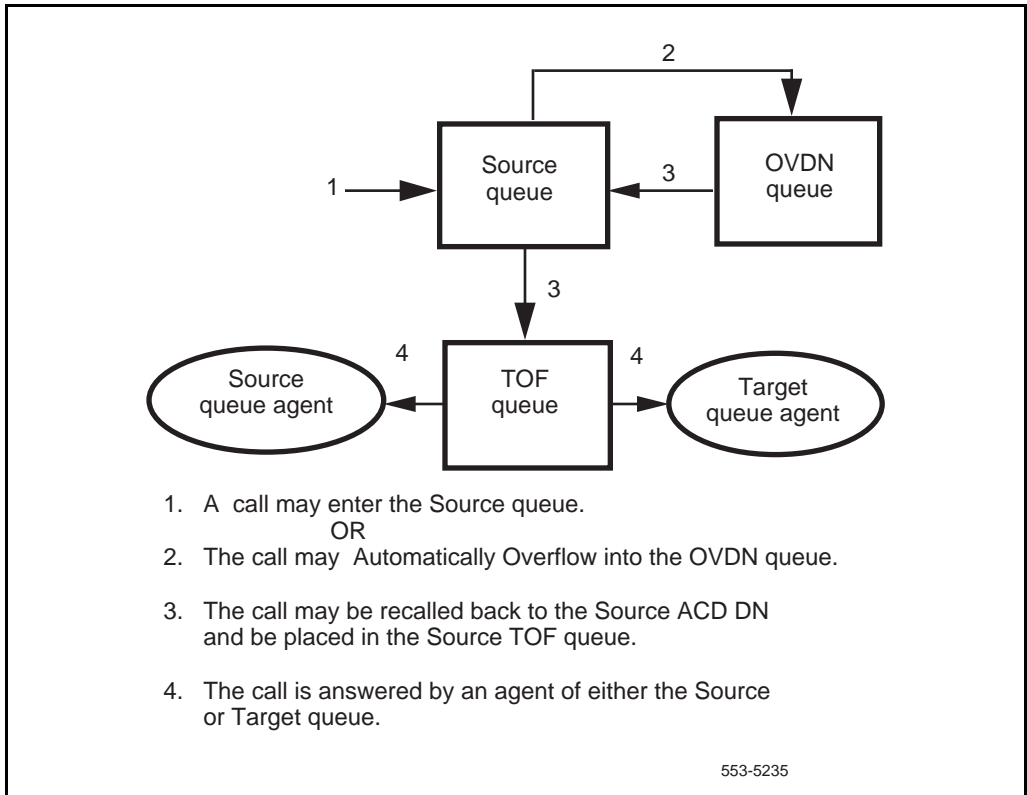 2
Source
queue
OVDN
queue
1
3
3
4
4
Source
queue agent
TOF
queue
Target
queue agent
1. A call may enter the Source queue.
OR
2. The call may Automatically Overflow into the OVDN queue.
3. The call may be recalled back to the Source ACD DN
and be placed in the Source TOF queue.
4. The call is answered by an agent of either the Source
or Target queue.
553-5235